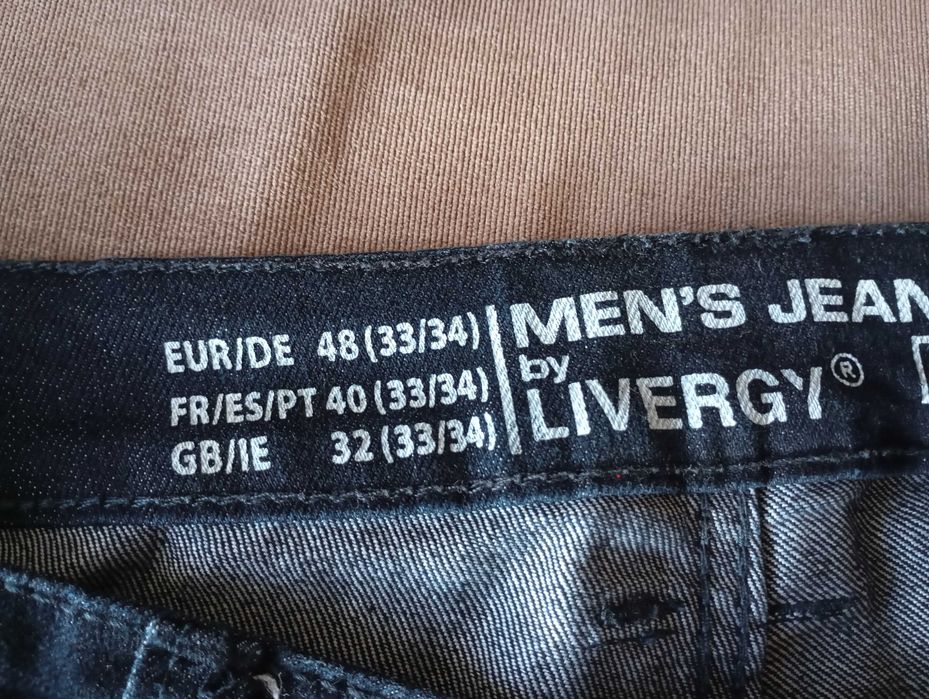 EUR/DE 48 (33/34)
FR/ES/PT 40 (33/34)
GB/IE 32 (33/34)
MEN'S JEAN
by
LIVERGY®